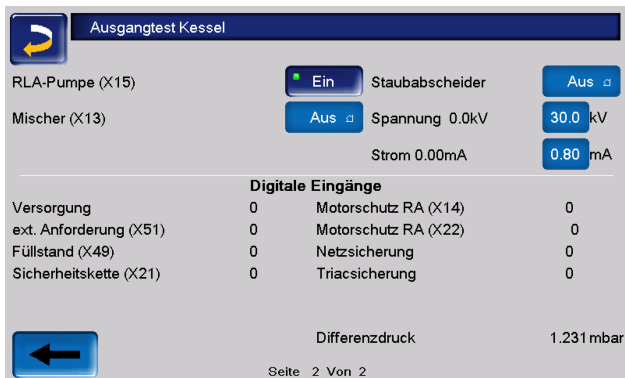 Ausgangtest Kessel
RLA-Pumpe (X15) Ein Staubabscheider Aus
Mischer (X13) Aus Spannung 0.0kV 30.0 kV
Strom 0.00mA 0.80 mA
Digitale Eingänge
Versorgung 0 Motorschutz RA (X14) 0
ext. Anforderung (X51) 0 Motorschutz RA (X22) 0
Füllstand (X49) 0 Netzsicherung 0
Sicherheitskette (X21) 0 Triacsicherung 0
Differenzdruck 1.231 mbar
Seite 2 Von 2